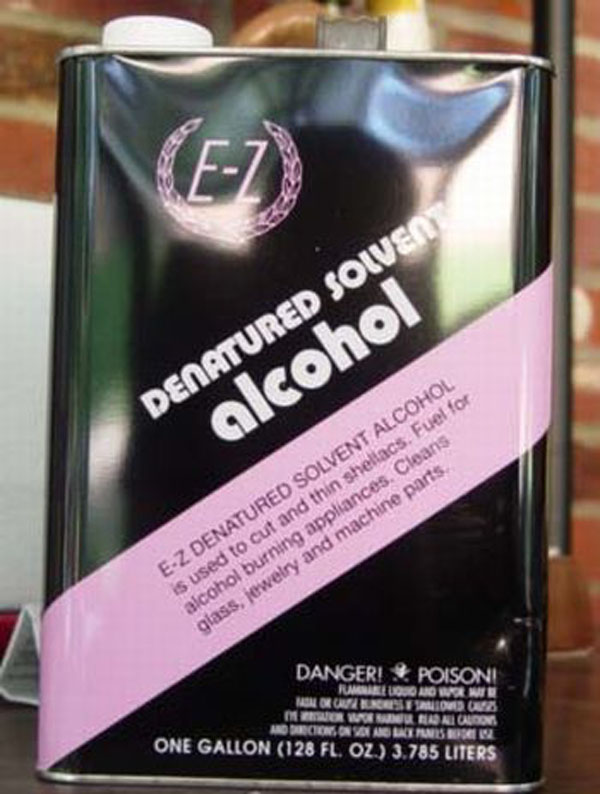 E-Z
DENATURED SOLVENT
alcohol
E-Z DENATURED SOLVENT ALCOHOL
is used to cut and thin shellacs. Fuel for
alcohol burning appliances. Cleans
glass, jewelry and machine parts.
DANGER! POISON!
FLAMMABLE LIQUID AND VAPOR. MAY BE
FATAL OR CAUSE BLINDNESS IF SWALLOWED. CAUSES
EYE IRRITATION. VAPOR HARMFUL. READ ALL CAUTIONS
AND DIRECTIONS ON SIDE AND BACK PANELS BEFORE USE.
ONE GALLON (128 FL. OZ.) 3.785 LITERS